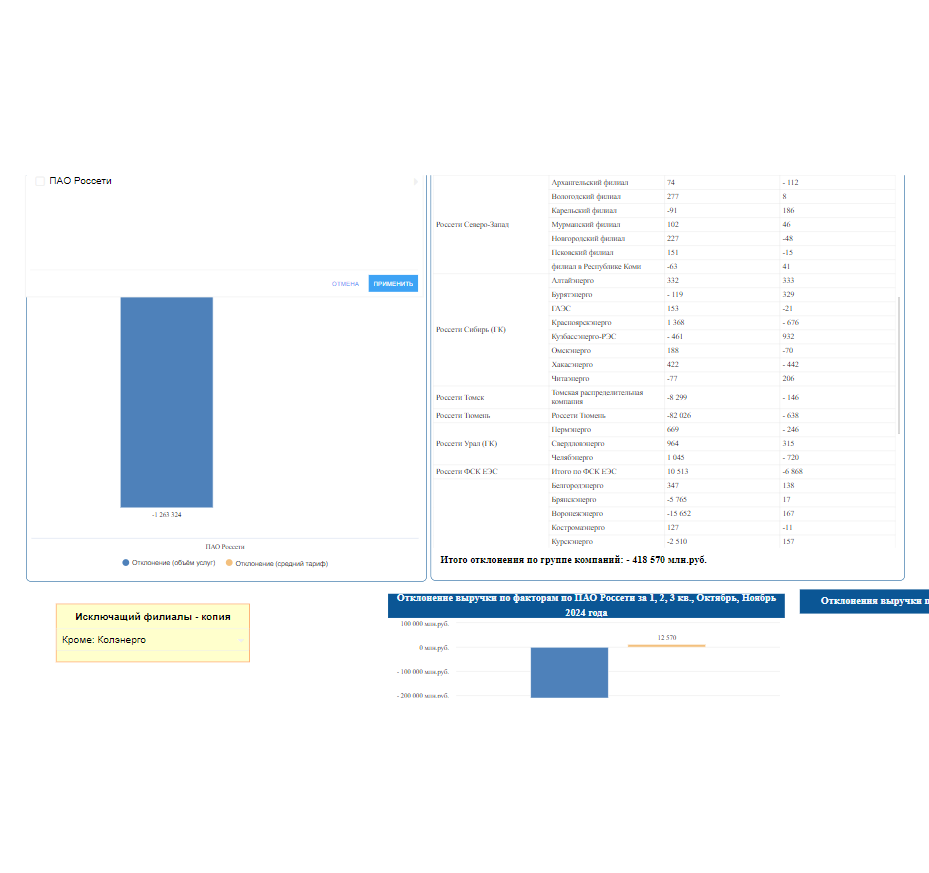 ПАО Россети
ОТМЕНА
ПРИМЕНИТЬ
-1 263 324
ПАО Россети
Отклонение (объём услуг)
Отклонение (средний тариф)
Архангельский филиал 74 - 112
Вологодский филиал 277 8
Карельский филиал -91 186
Россети Северо-Запад Мурманский филиал 102 46
Новгородский филиал 227 -48
Псковский филиал 151 -15
филиал в Республике Коми -63 41
Алтайэнерго 332 333
Бурятэнерго - 119 329
ГАЭС 153 -21
Россети Сибирь (ГК) Красноярскэнерго 1 368 - 676
Кузбассэнерго-РЭС - 461 932
Омскэнерго 188 -70
Хакасэнерго 422 - 442
Читаэнерго -77 206
Россети Томск Томская распределительная компания -8 299 - 146
Россети Тюмень Россети Тюмень -82 026 - 638
Пермэнерго 669 - 246
Россети Урал (ГК) Свердловэнерго 964 315
Челябэнерго 1 045 - 720
Россети ФСК ЕЭС Итого по ФСК ЕЭС 10 513 -6 868
Белгородэнерго 347 138
Брянскэнерго -5 765 17
Воронежэнерго -15 652 167
Костромаэнерго 127 -11
Курскэнерго -2 510 157
Итого отклонения по группе компаний: - 418 570 млн.руб.
Исключащий филиалы - копия
Кроме: Колэнерго
Отклонение выручки по факторам по ПАО Россети за 1, 2, 3 кв., Октябрь, Ноябрь
2024 года
100 000 млн.руб.
0 млн.руб.
- 100 000 млн.руб.
- 200 000 млн.руб.
12 570
Отклонения выручки п